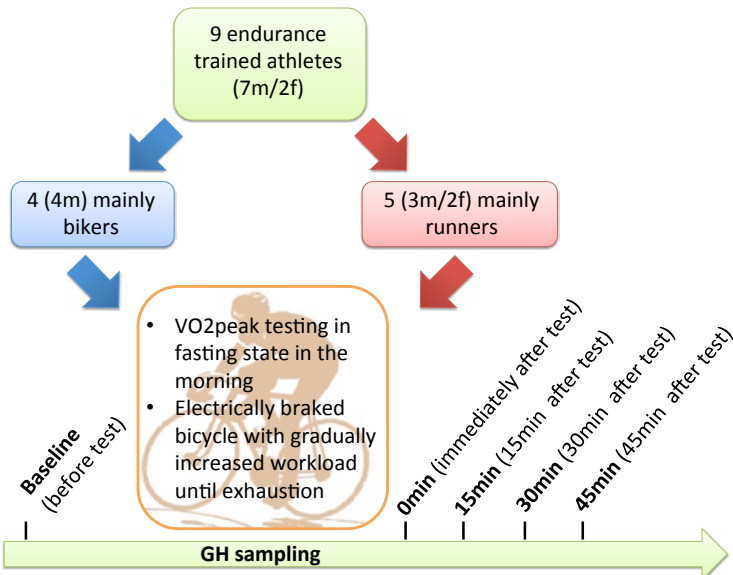 9 endurance
trained athletes
(7m/2f)
4 (4m) mainly
bikers
5 (3m/2f) mainly
runners
• VO2peak testing in
fasting state in the
morning
• Electrically braked
bicycle with gradually
increased workload
until exhaustion
Baseline
(before test)
0min (immediately after test)
15min (15min after test)
30min (30min after test)
45min (45min after test)
GH sampling